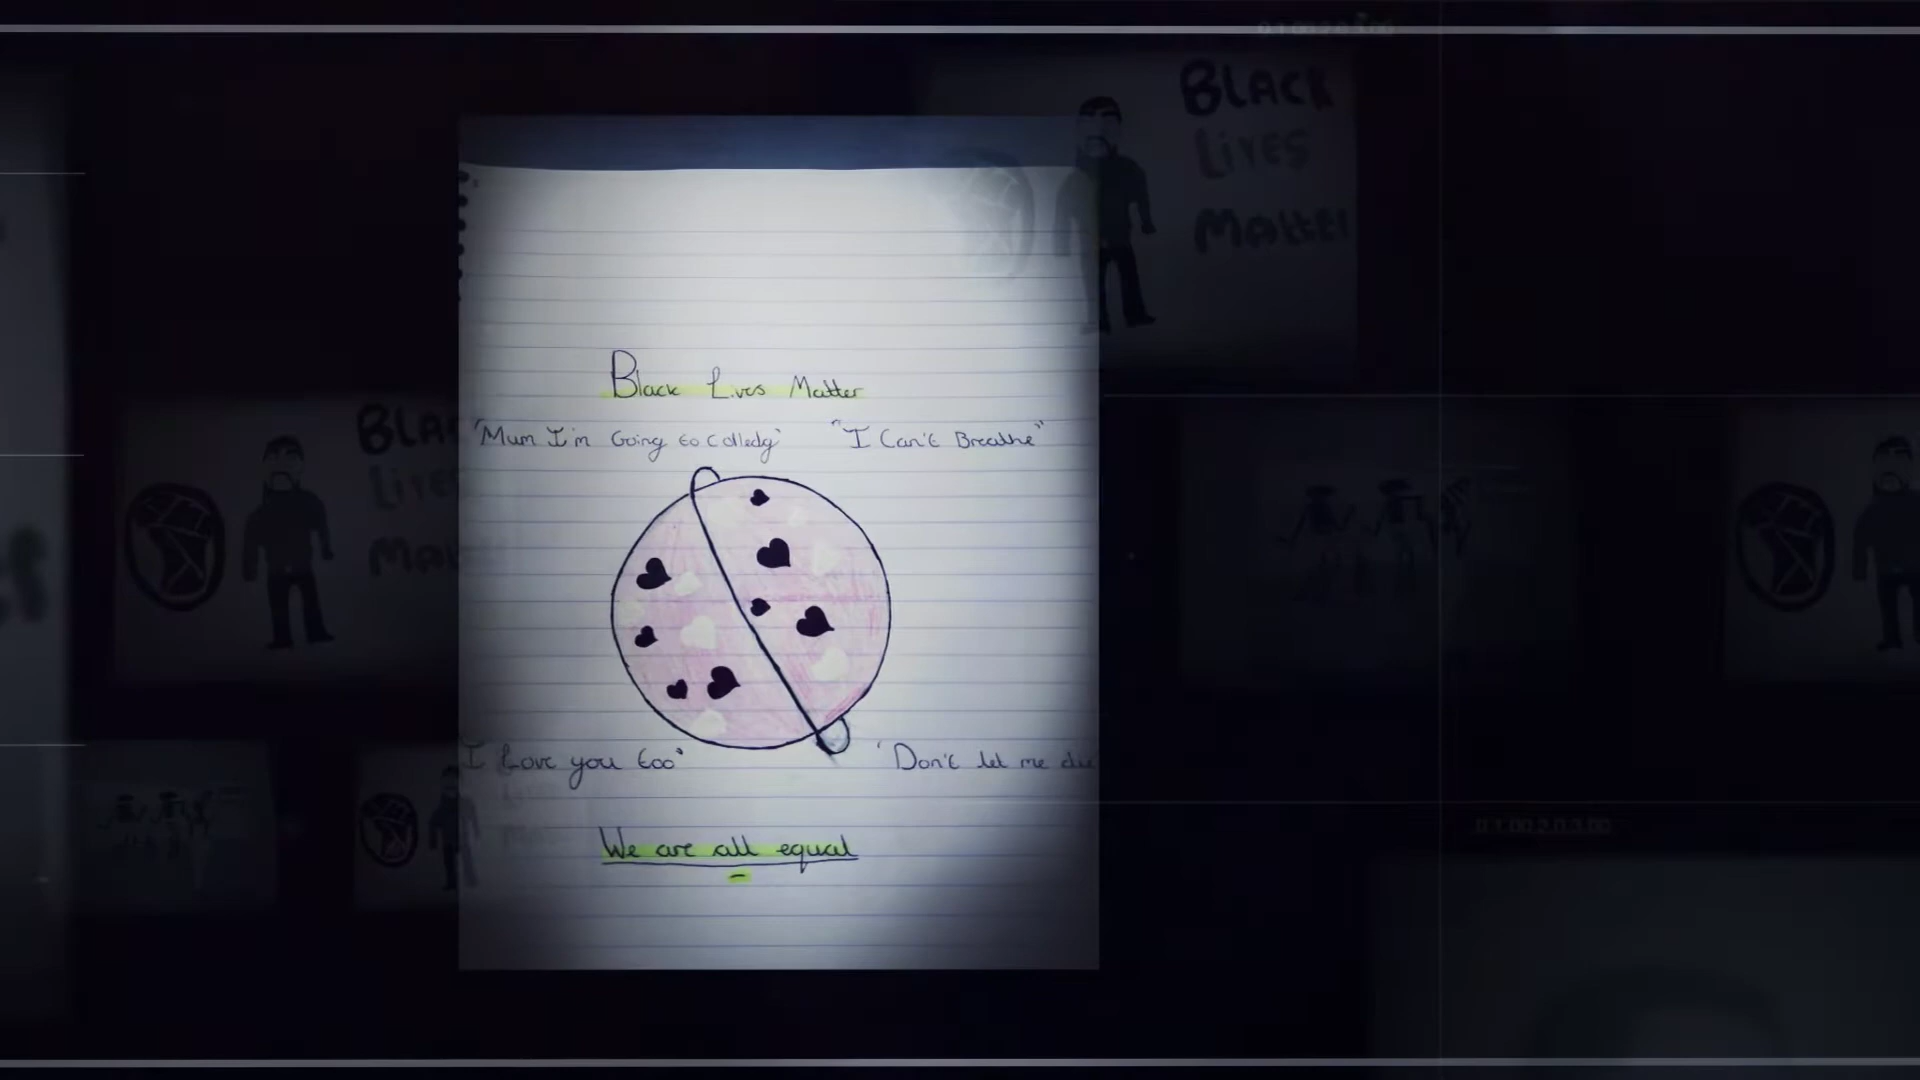 BLACK
Lives
Matter
Black Lives Matter
"Mum I'm Going to Colledg" "I Can't Breathe"
I Love you too" 'Don't let me die
We are all equal